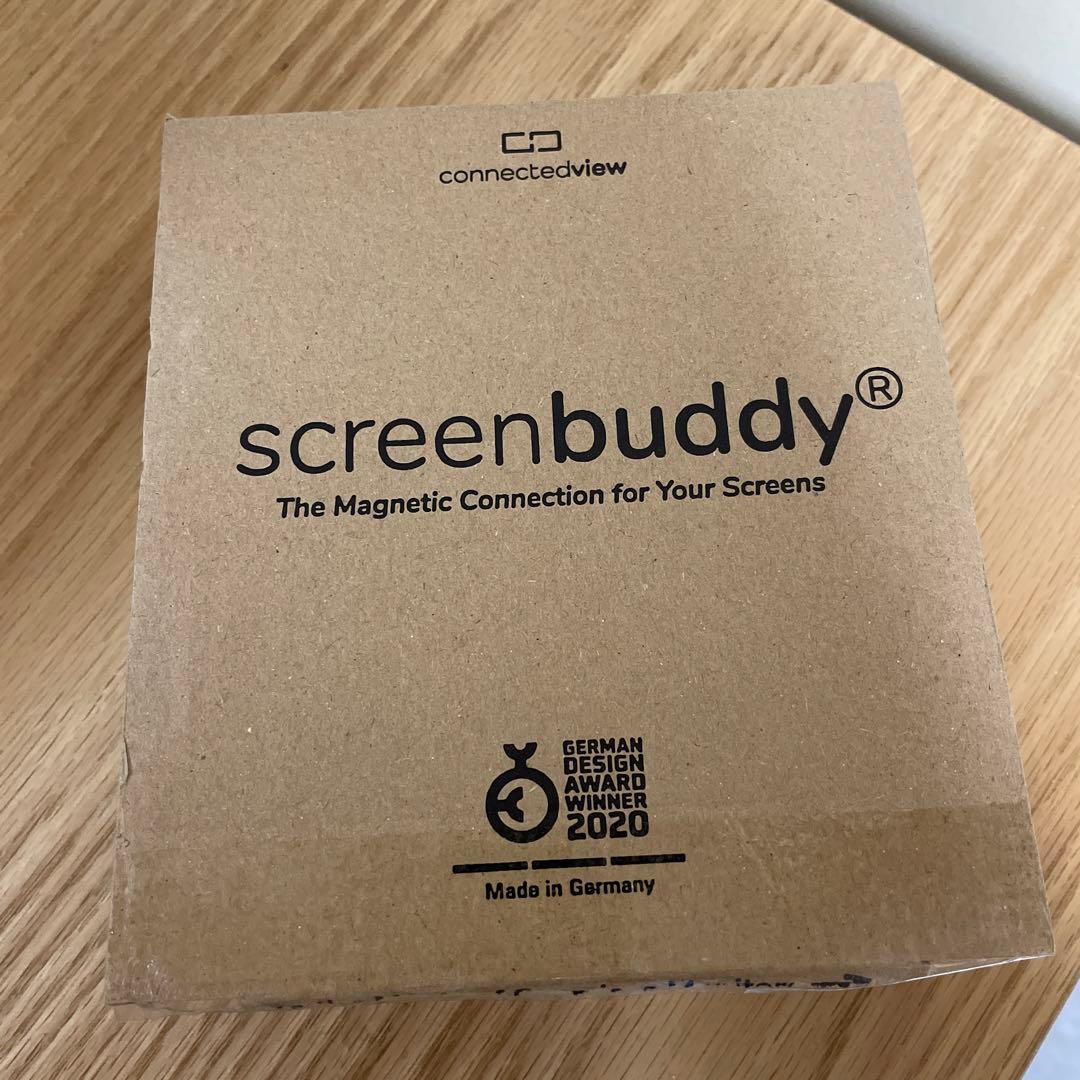 connectedview
screenbuddy®
The Magnetic Connection for Your Screens
GERMAN
DESIGN
AWARD
WINNER
2020
Made in Germany